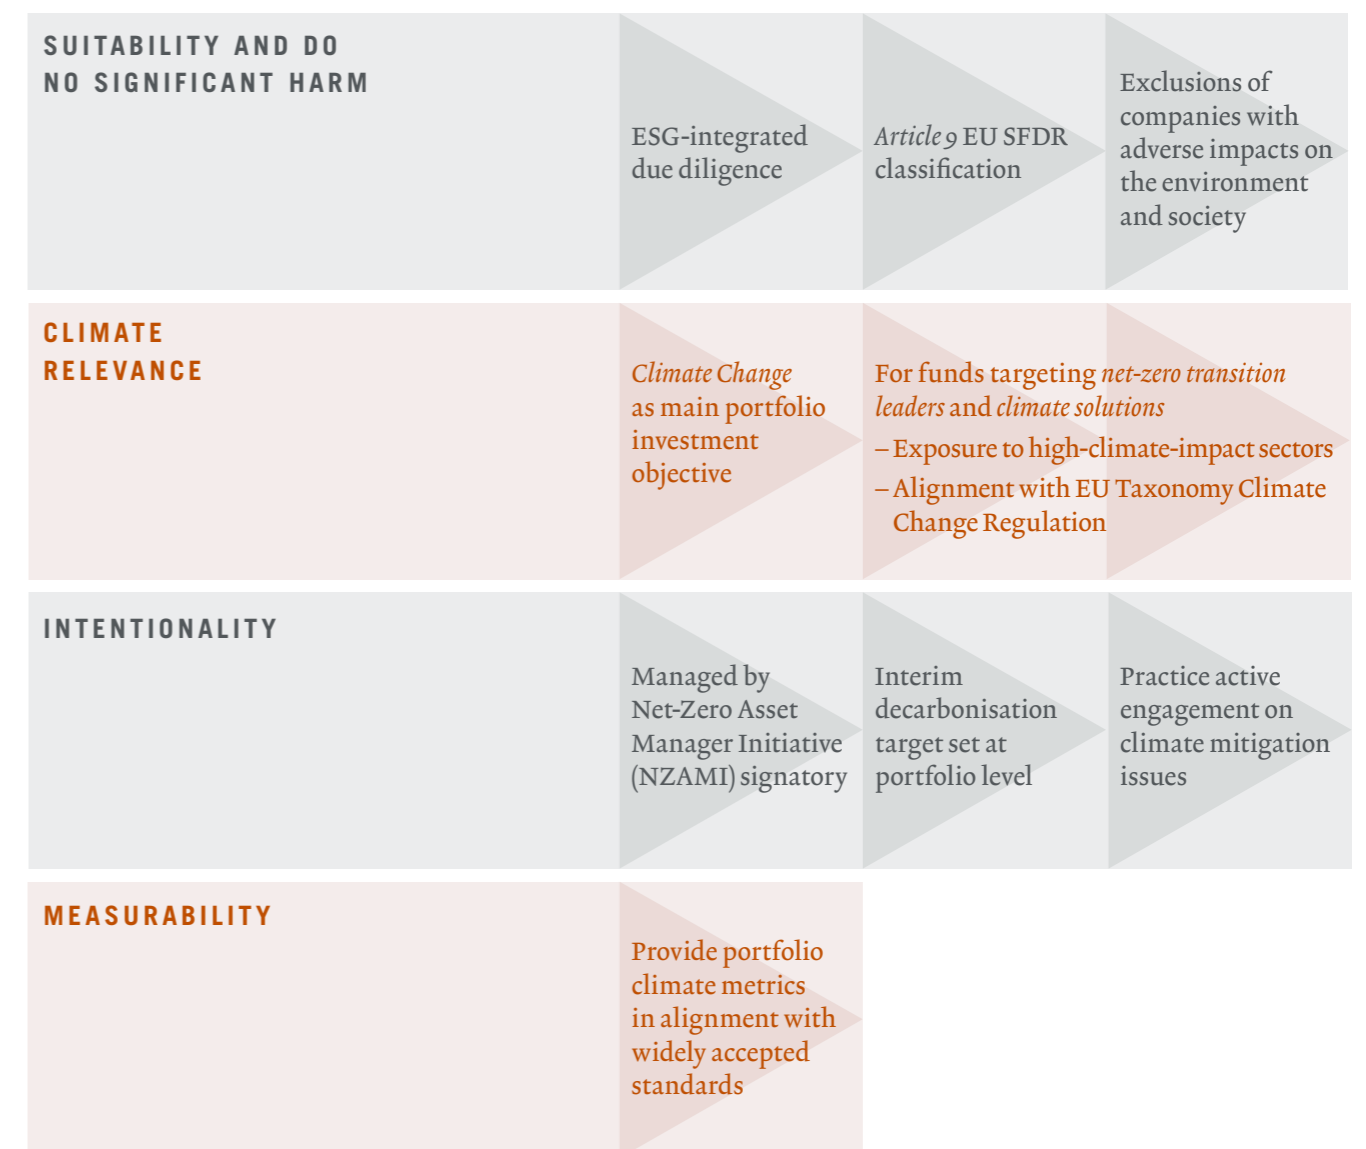 SUITABILITY AND DO
NO SIGNIFICANT HARM
ESG-integrated
due diligence
Article 9 EU SFDR
classification
Exclusions of
companies with
adverse impacts on
the environment
and society
CLIMATE
RELEVANCE
Climate Change
as main portfolio
investment
objective
For funds targeting net-zero transition
leaders and climate solutions
– Exposure to high-climate-impact sectors
– Alignment with EU Taxonomy Climate
Change Regulation
INTENTIONALITY
Managed by
Net-Zero Asset
Manager Initiative
(NZAMI) signatory
Interim
decarbonisation
target set at
portfolio level
Practice active
engagement on
climate mitigation
issues
MEASURABILITY
Provide portfolio
climate metrics
in alignment with
widely accepted
standards